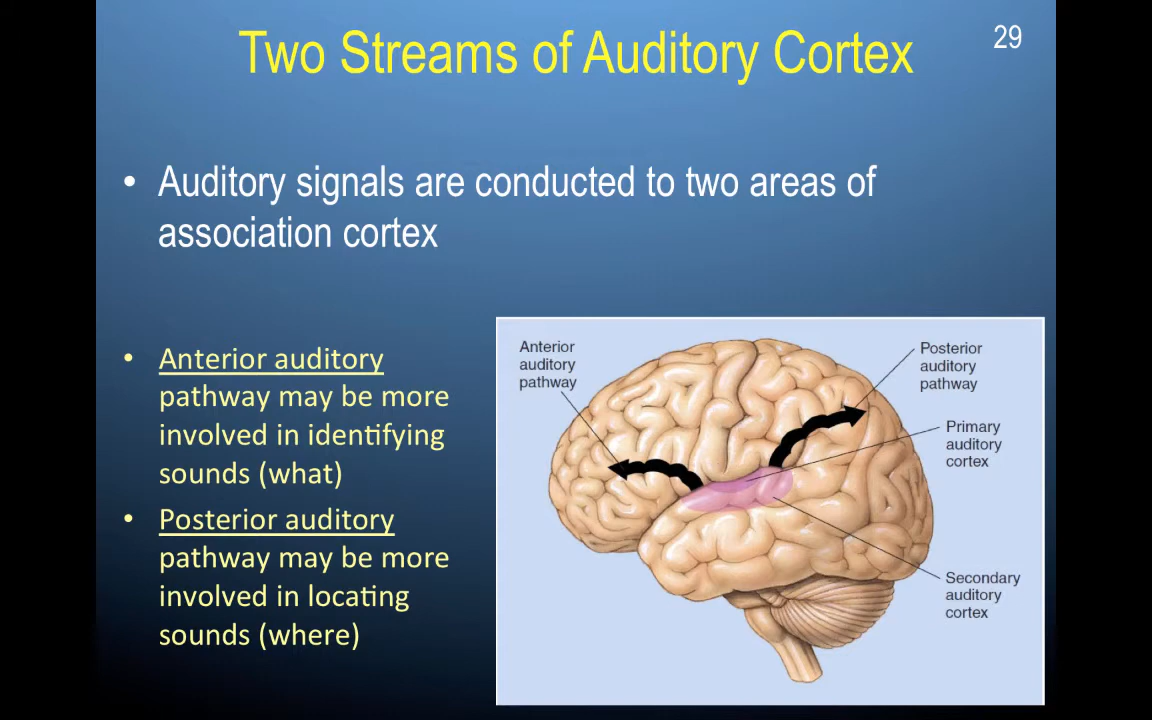 Two Streams of Auditory Cortex
29
• Auditory signals are conducted to two areas of
association cortex
• Anterior auditory
pathway may be more
involved in identifying
sounds (what)
• Posterior auditory
pathway may be more
involved in locating
sounds (where)
Anterior
auditory
pathway
Posterior
auditory
pathway
Primary
auditory
cortex
Secondary
auditory
cortex